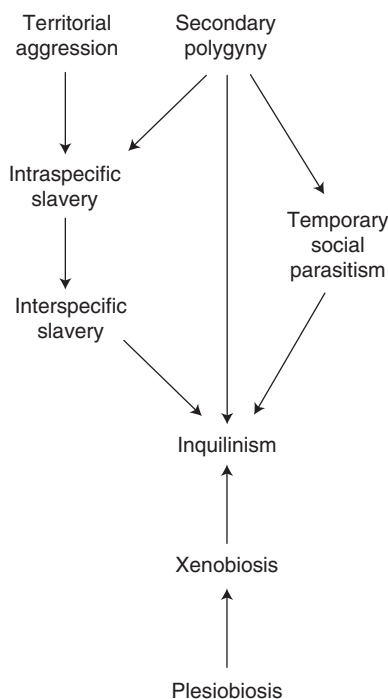 Territorial
aggression
Secondary
polygyny
Intraspecific
slavery
Temporary
social
parasitism
Interspecific
slavery
Inquilinism
Xenobiosis
Plesiobiosis